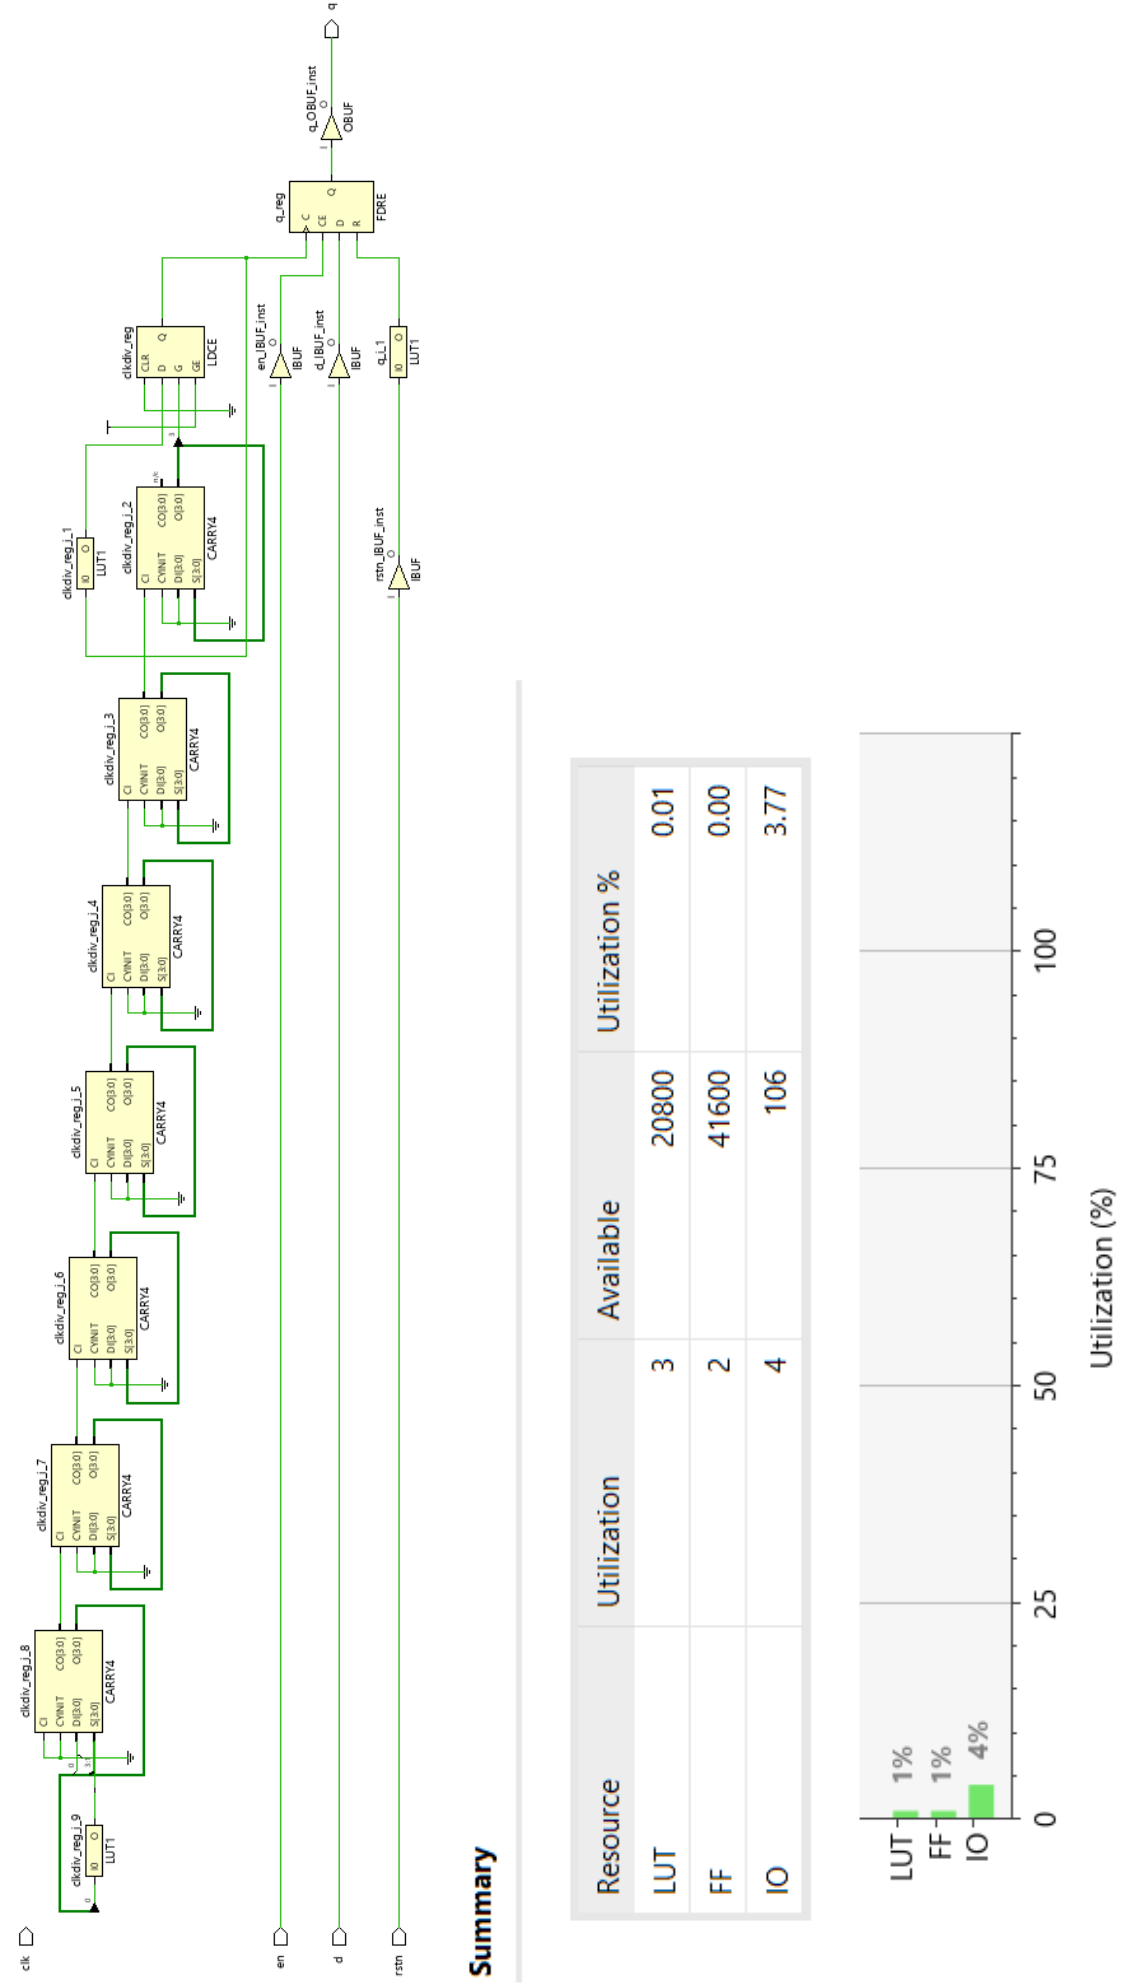 clk
en
d
rstn
clkdiv_reg_i_9
I0 O
LUT1
0
0
3:1
clkdiv_reg_i_8
CI
CYINIT CO[3:0]
DI[3:0] O[3:0]
S[3:0]
CARRY4
clkdiv_reg_i_7
CI
CYINIT CO[3:0]
DI[3:0] O[3:0]
S[3:0]
CARRY4
clkdiv_reg_i_6
CI
CYINIT CO[3:0]
DI[3:0] O[3:0]
S[3:0]
CARRY4
clkdiv_reg_i_5
CI
CYINIT CO[3:0]
DI[3:0] O[3:0]
S[3:0]
CARRY4
clkdiv_reg_i_4
CI
CYINIT CO[3:0]
DI[3:0] O[3:0]
S[3:0]
CARRY4
clkdiv_reg_i_3
CI
CYINIT CO[3:0]
DI[3:0] O[3:0]
S[3:0]
CARRY4
clkdiv_reg_i_1
I0 O
LUT1
clkdiv_reg_i_2
CI
CYINIT CO[3:0]
DI[3:0] O[3:0]
S[3:0]
CARRY4
n/c
3
clkdiv_reg
CLR
D Q
G
GE
LDCE
en_IBUF_inst
I O
IBUF
d_IBUF_inst
I O
IBUF
rstn_IBUF_inst
I O
IBUF
q_i_1
I0 O
LUT1
q_reg
C
CE
D Q
R
FDRE
q_OBUF_inst
I O
OBUF
q
Summary
Resource Utilization Available Utilization %
LUT 3 20800 0.01
FF 2 41600 0.00
IO 4 106 3.77
LUT 1%
FF 1%
IO 4%
0 25 50 75 100
Utilization (%)